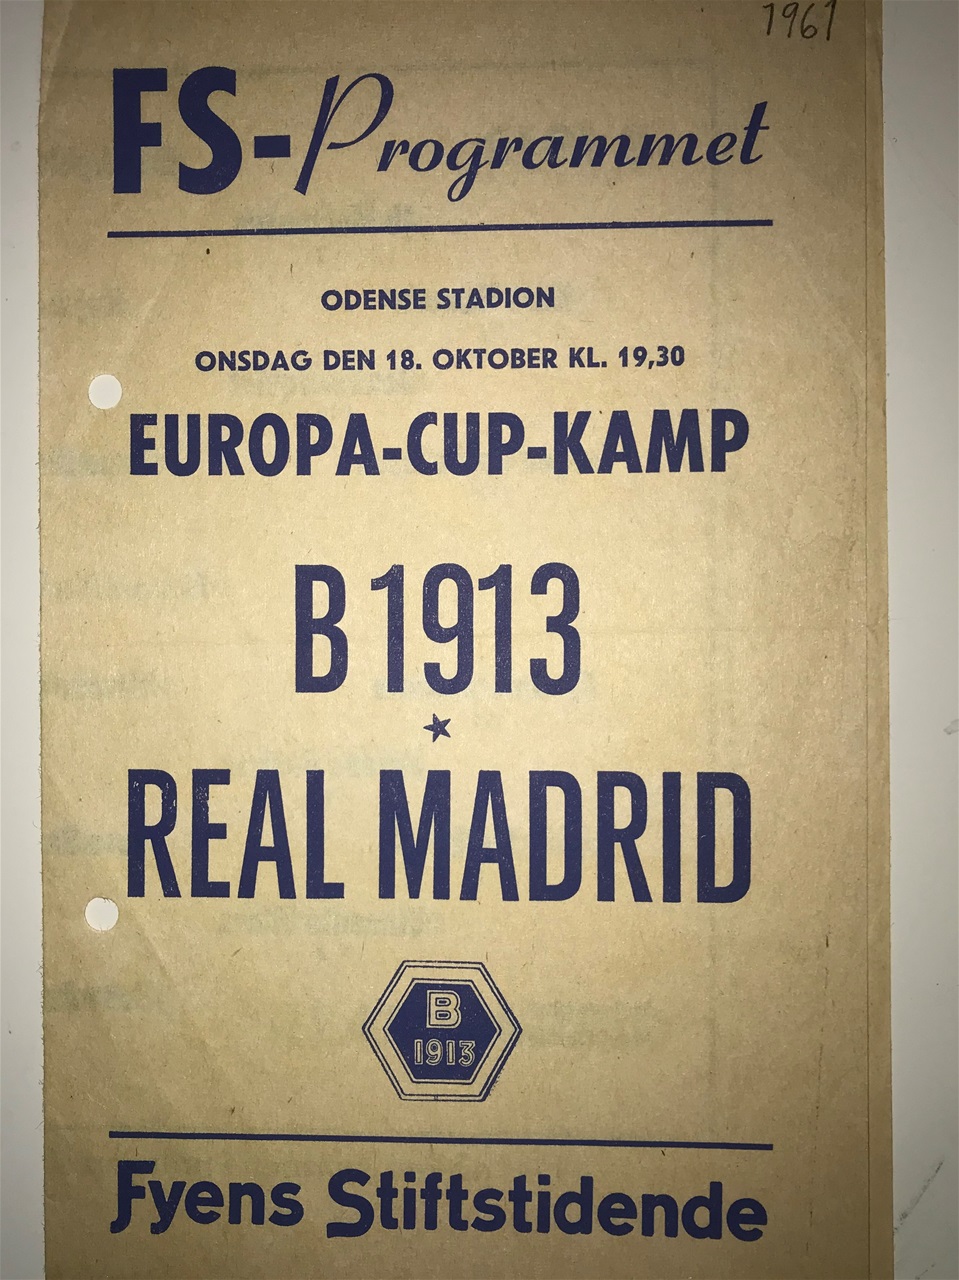 1961
FS-Programmet
ODENSE STADION
ONSDAG DEN 18. OKTOBER KL. 19,30
EUROPA-CUP-KAMP
B 1913
REAL MADRID
B
1913
Fyens Stiftstidende